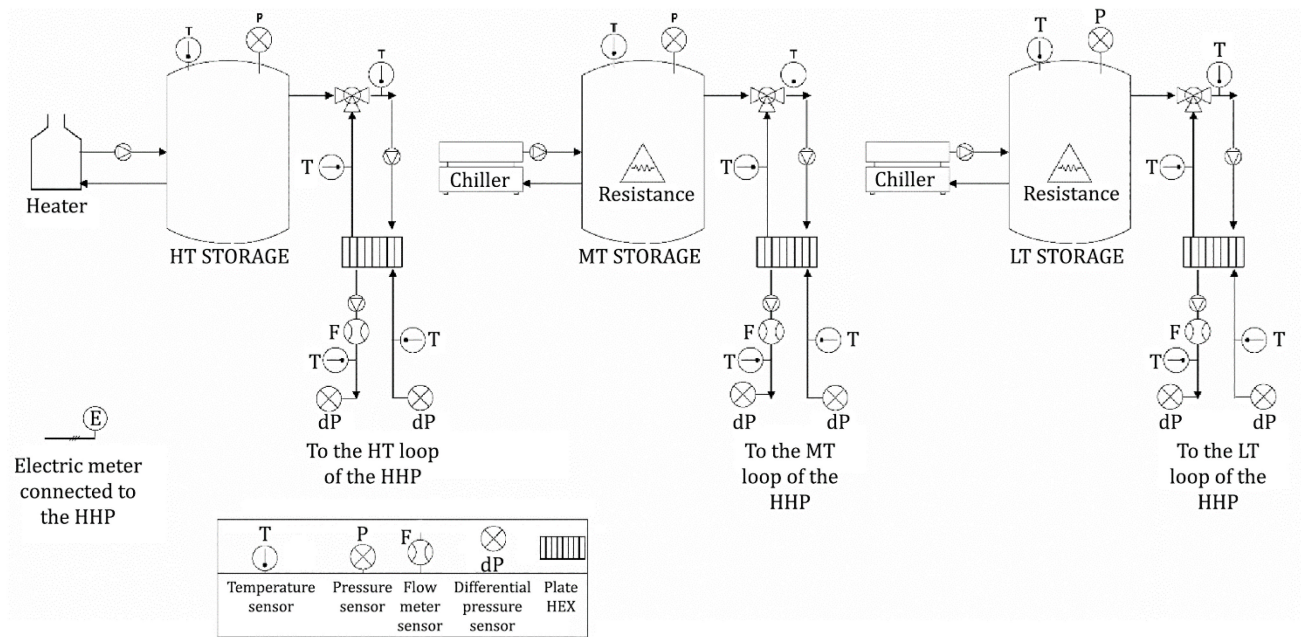 T
P
T
Heater
HT STORAGE
T
F
T
T
dP
dP
To the HT loop
of the HHP
T
P
T
Chiller
Resistance
MT STORAGE
T
F
T
T
dP
dP
To the MT
loop of the
HHP
T
P
T
Chiller
Resistance
LT STORAGE
T
F
T
T
dP
dP
To the LT
loop of the
HHP
E
Electric meter
connected to
the HHP
T
P
F
dP
Temperature
sensor
Pressure
sensor
Flow
meter
sensor
Differential
pressure
sensor
Plate
HEX